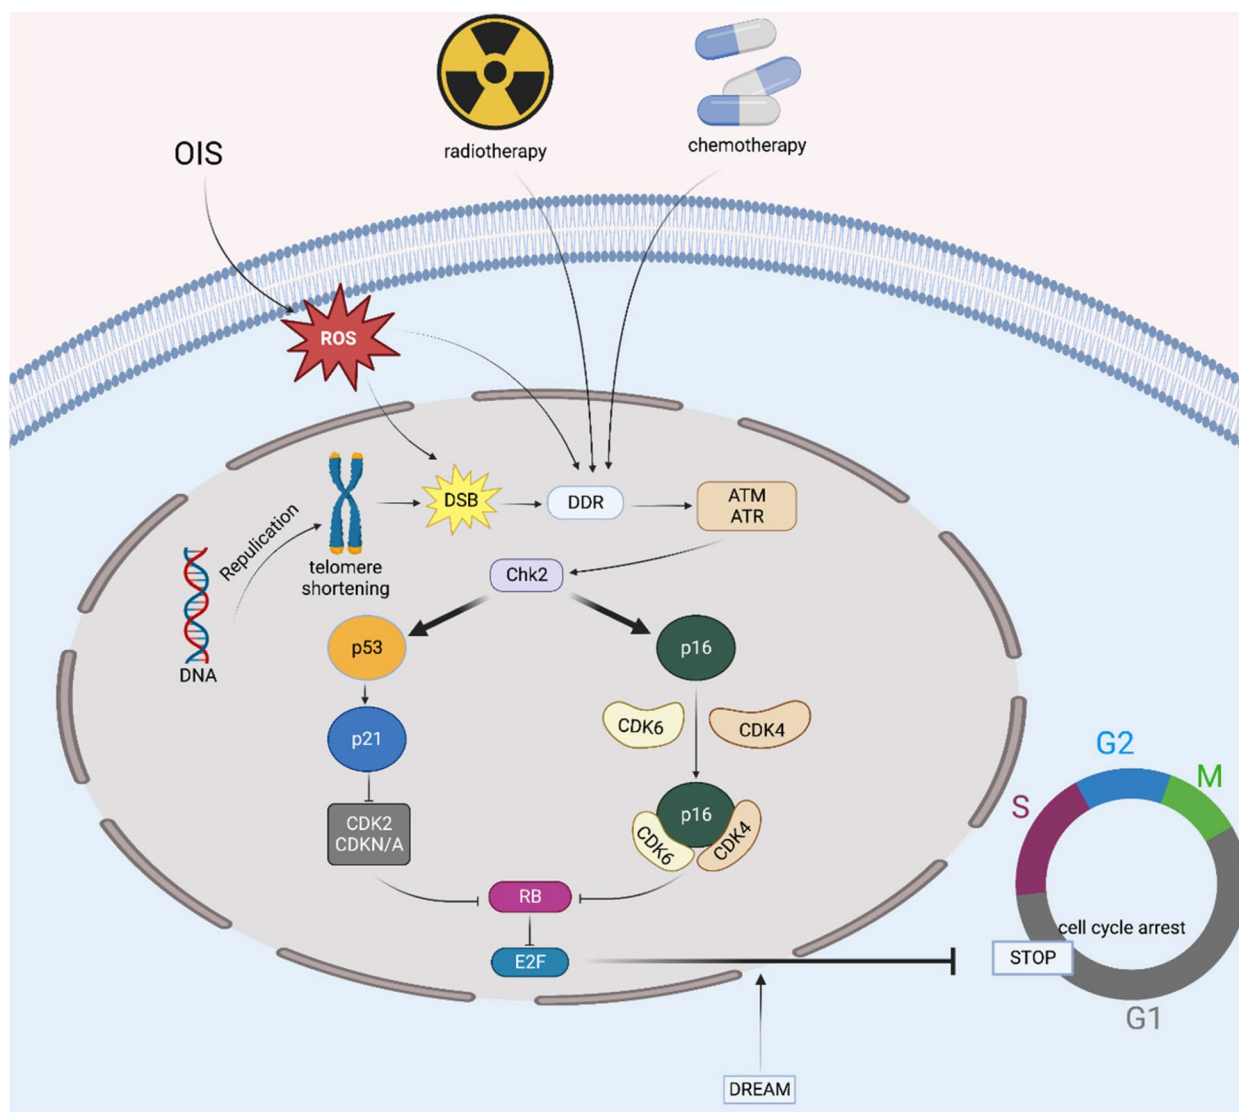 radiotherapy
chemotherapy
OIS
ROS
DSB
DDR
ATM
ATR
Repulication
telomere
shortening
Chk2
DNA
p53
p16
p21
CDK6
CDK4
CDK2
CDKN/A
p16
CDK6
CDK4
RB
E2F
G2
M
S
cell cycle arrest
STOP
G1
DREAM